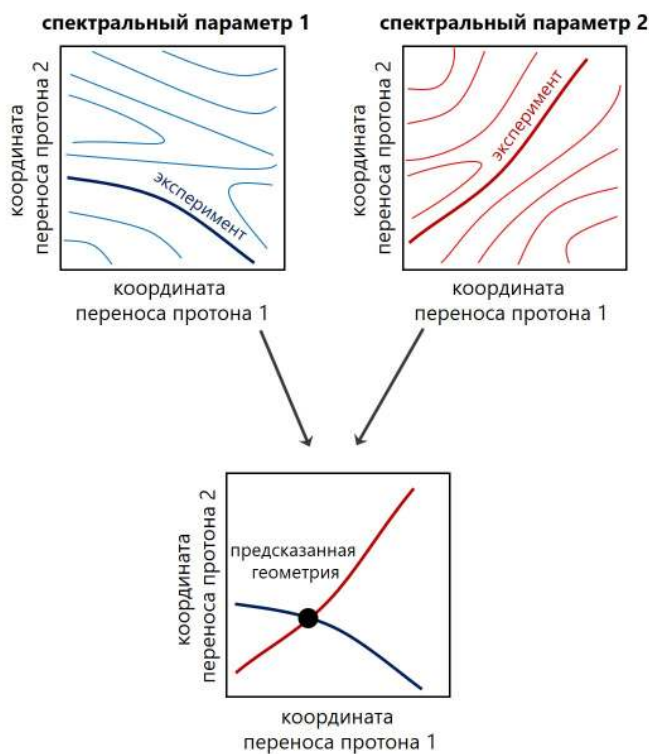 спектральный параметр 1
спектральный параметр 2
координата
переноса протона 2
эксперимент
координата
переноса протона 1
координата
переноса протона 2
эксперимент
координата
переноса протона 1
координата
переноса протона 2
предсказанная
геометрия
координата
переноса протона 1